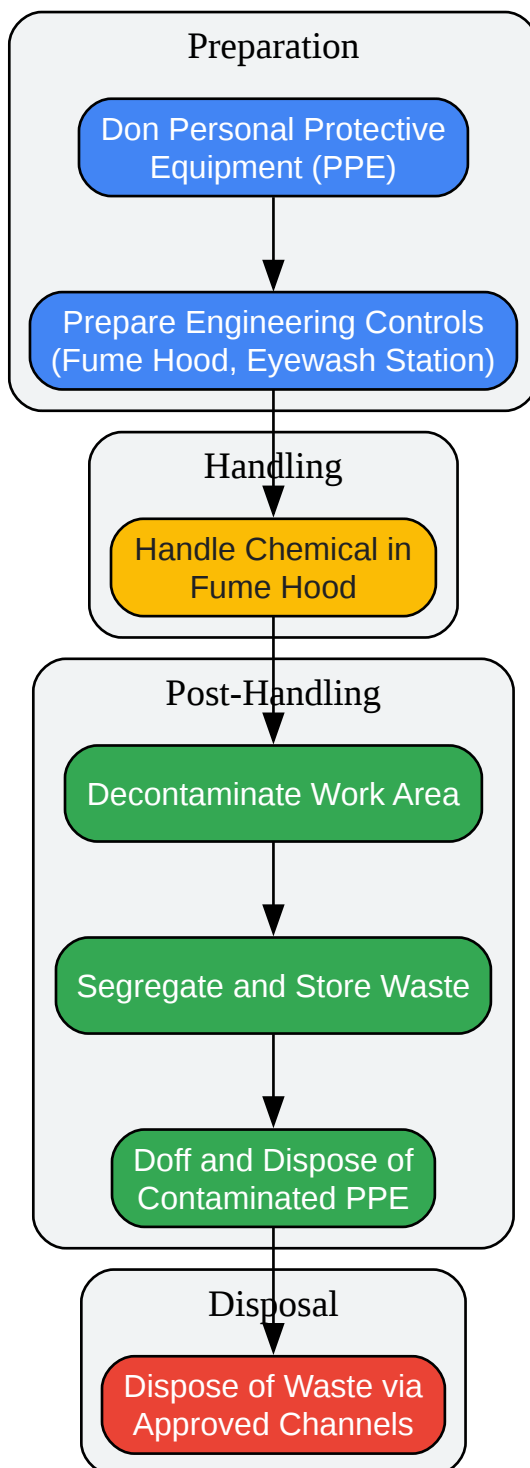 Preparation
Don Personal Protective
Equipment (PPE)
Prepare Engineering Controls
(Fume Hood, Eyewash Station)
Handling
Handle Chemical in
Fume Hood
Post-Handling
Decontaminate Work Area
Segregate and Store Waste
Doff and Dispose of
Contaminated PPE
Disposal
Dispose of Waste via
Approved Channels